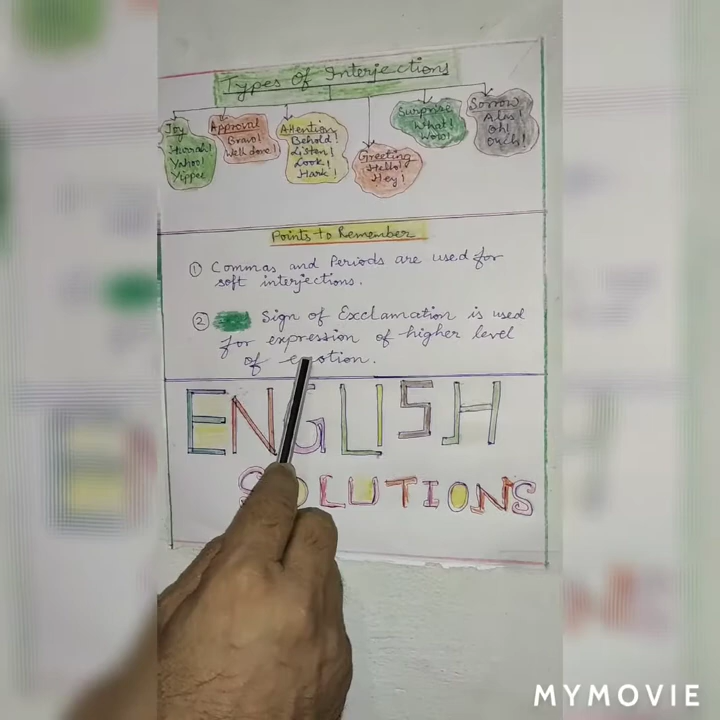 Types of Interjections
Joy
Hurrah!
Yahoo!
Yippee
Approval
Bravo!
Well done!
Attention
Behold!
Listen!
Look!
Hark!
Greeting
Hello!
Hey!
Surprise
What!
Wow!
Sorrow
Alas!
Oh!
Ouch!
Points to Remember
① Commas and Periods are used for
soft interjections.
② Sign of Exclamation is used
for expression of higher level
of emotion.
ENGLISH
SOLUTIONS
MYMOVIE